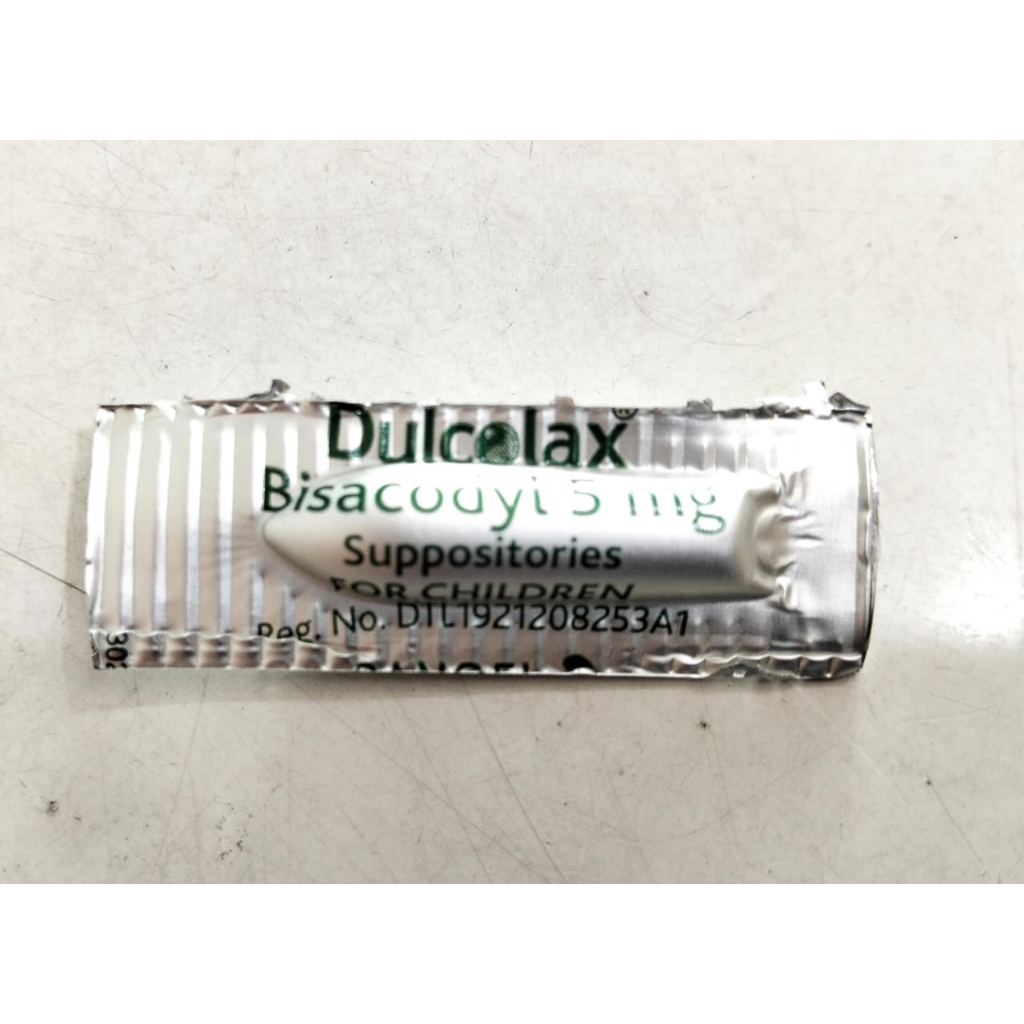 Dulcolax®
Bisacodyl 5 mg
Suppositories
FOR CHILDREN
Reg. No. DTL1921208253A1